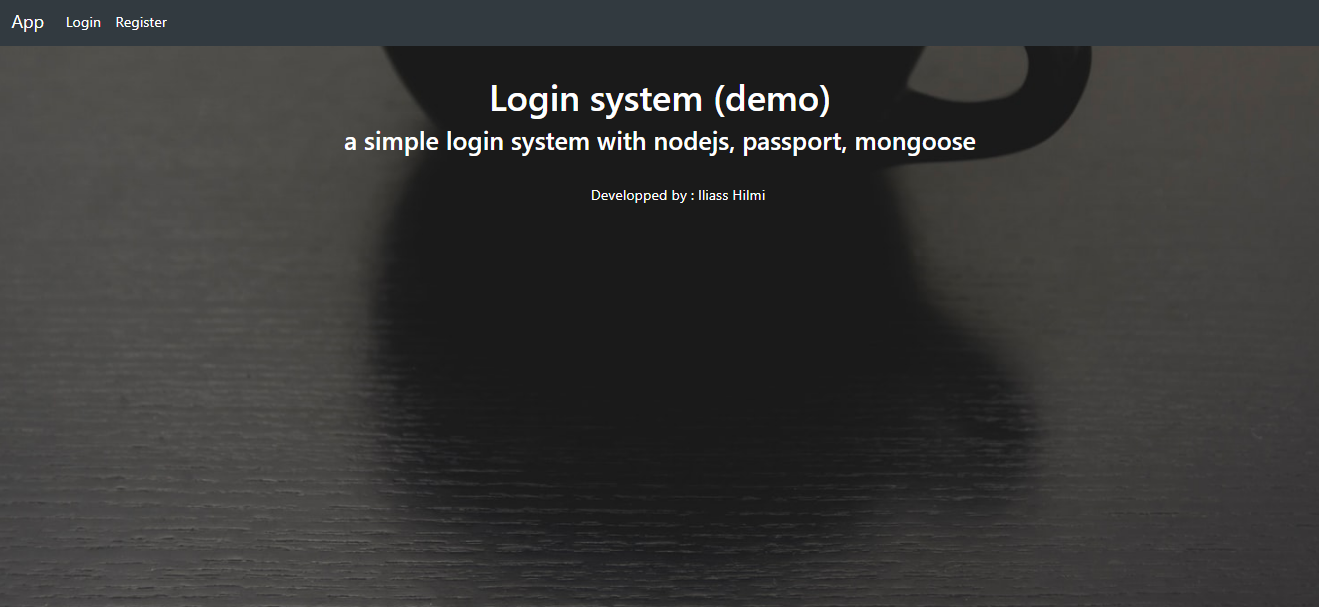 App Login Register
Login system (demo)
a simple login system with nodejs, passport, mongoose
Developped by : Iliass Hilmi